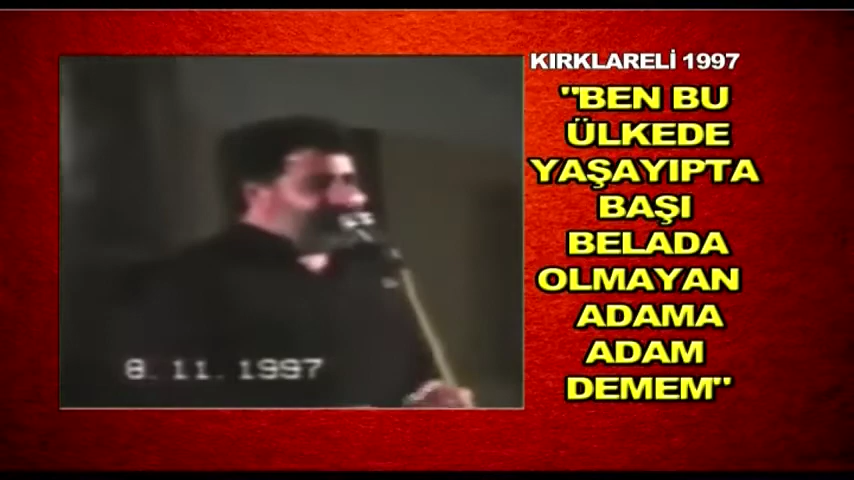 KIRKLARELİ 1997
"BEN BU
ÜLKEDE
YAŞAYIPTA
BAŞI
BELADA
OLMAYAN
ADAMA
ADAM
DEMEM"
8.11.1997